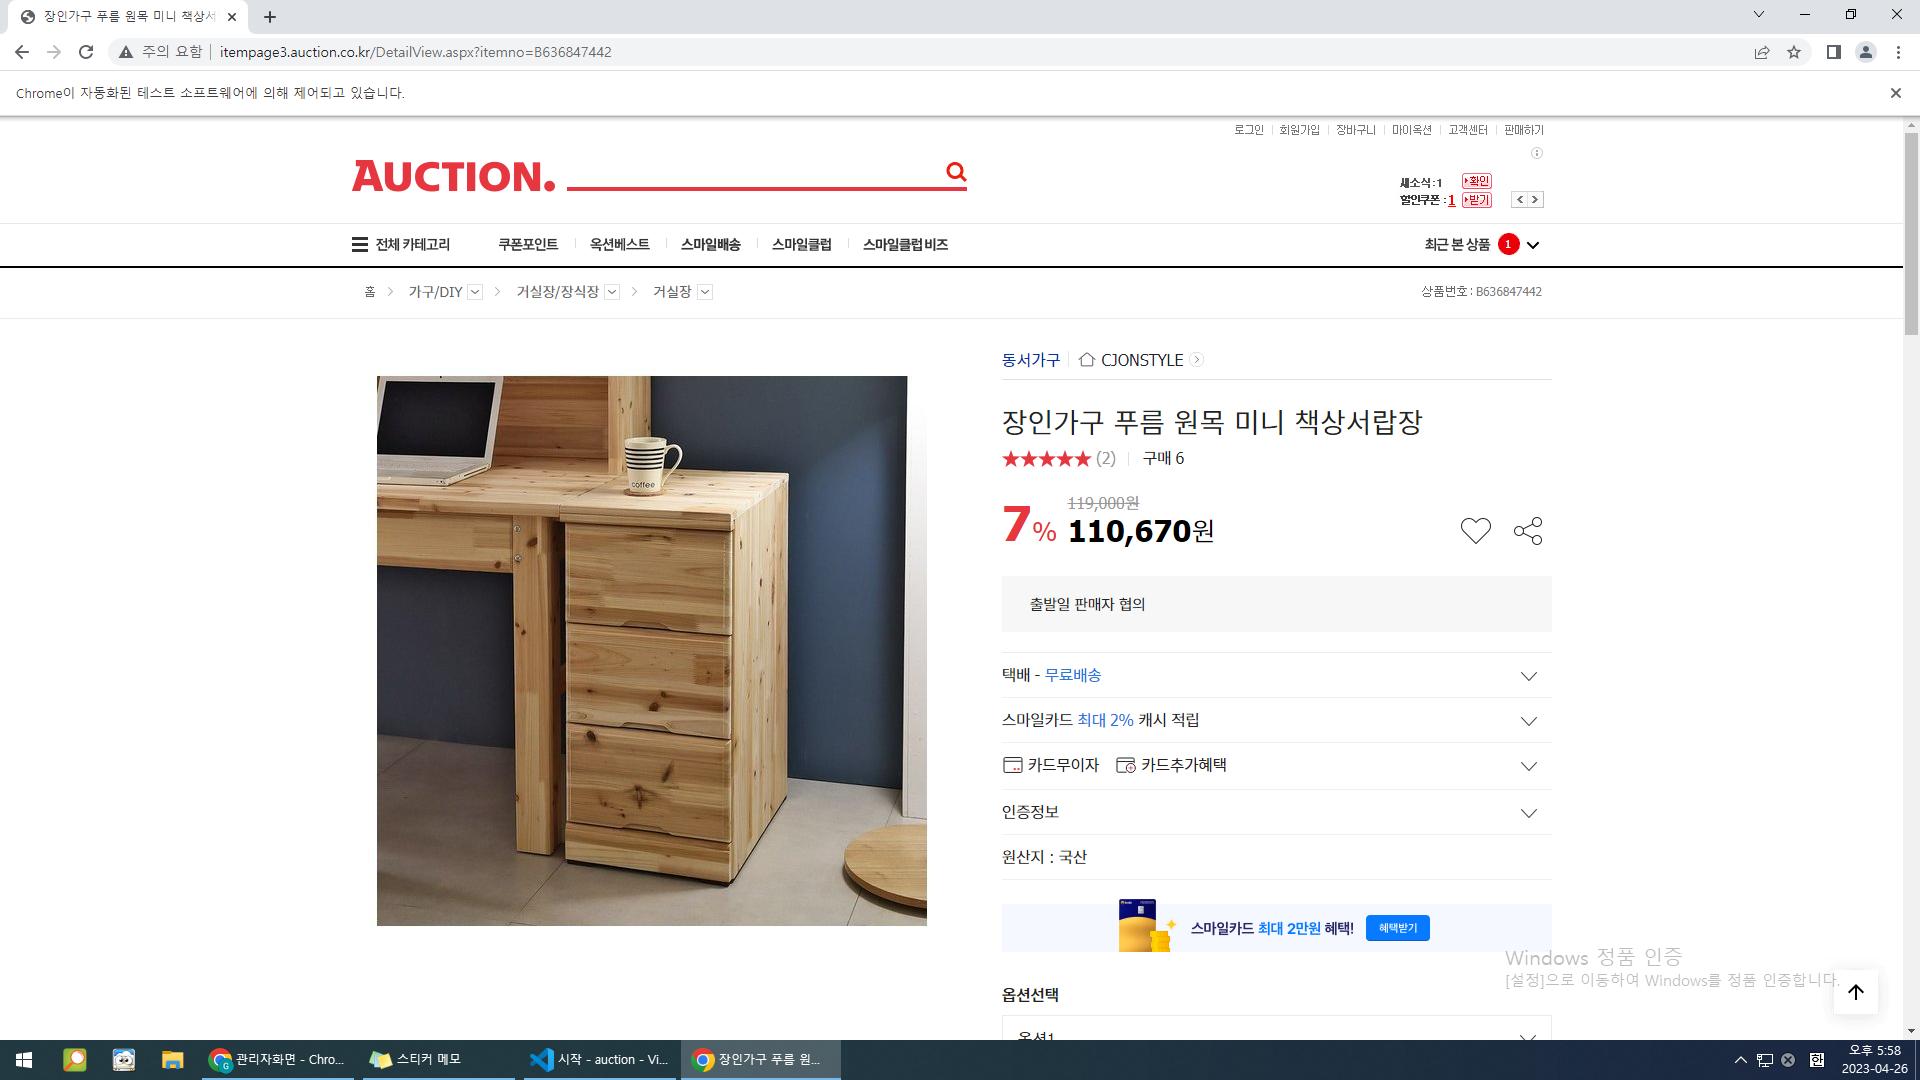 장인가구 푸름 원목 미니 책상서
주의 요함
itempage3.auction.co.kr/DetailView.aspx?itemno=B636847442
Chrome이 자동화된 테스트 소프트웨어에 의해 제어되고 있습니다.
로그인 회원가입 장바구니 마이옥션 고객센터 판매하기
AUCTION.
새소식:1 확인
할인쿠폰:1 받기
전체 카테고리 쿠폰포인트 옥션베스트 스마일배송 스마일클럽 스마일클럽 비즈 최근 본 상품 1
홈 가구/DIY 거실장/장식장 거실장 상품번호 : B636847442
동서가구 CJONSTYLE
coffee
장인가구 푸름 원목 미니 책상서랍장
(2) 구매 6
119,000원
7% 110,670원
출발일 판매자 협의
택배 - 무료배송
스마일카드 최대 2% 캐시 적립
카드무이자 카드추가혜택
인증정보
원산지 : 국산
스마일카드 최대 2만원 혜택! 혜택받기
Windows 정품 인증
[설정]으로 이동하여 Windows를 정품 인증합니다.
옵션선택
옵션1
관리자화면 - Chro... 스티커 메모 시작 - auction - Vi... 장인가구 푸름 원... 한 오후 5:58
2023-04-26